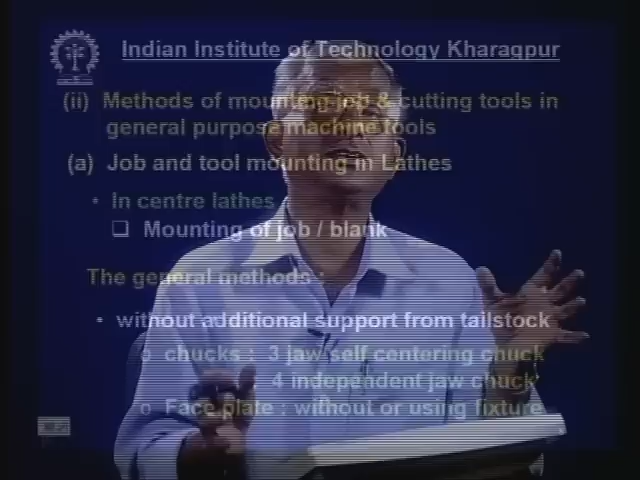 Indian Institute of Technology Kharagpur
(ii) Methods of mounting job & cutting tools in
general purpose machine tools
(a) Job and tool mounting in Lathes
• In centre lathes
❑ Mounting of job / blank
The general methods :
• without additional support from tailstock
o chucks : 3 jaw self centering chuck
: 4 independent jaw chuck
o Face plate : without or using fixture